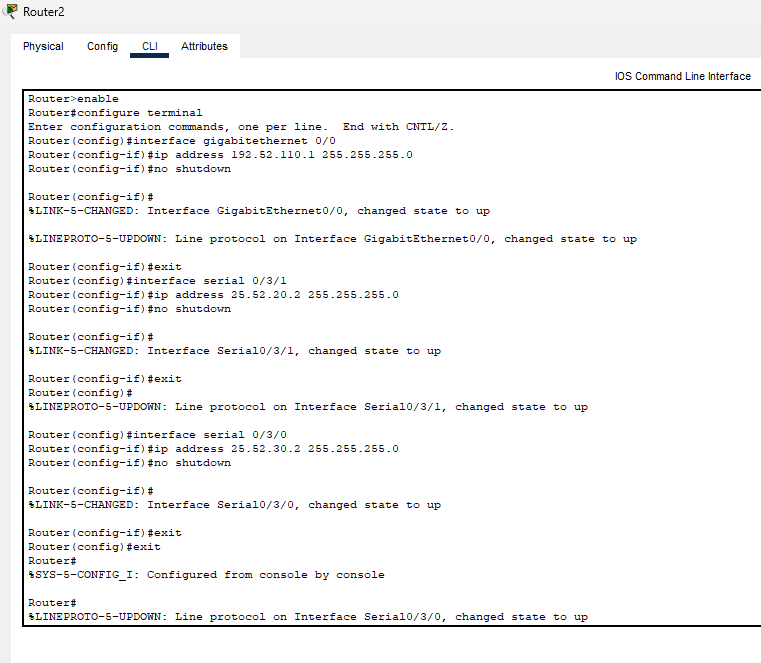 Router2
Physical Config CLI Attributes
IOS Command Line Interface
Router>enable
Router#configure terminal
Enter configuration commands, one per line.  End with CNTL/Z.
Router(config)#interface gigabitethernet 0/0
Router(config-if)#ip address 192.52.110.1 255.255.255.0
Router(config-if)#no shutdown
Router(config-if)#
%LINK-5-CHANGED: Interface GigabitEthernet0/0, changed state to up
%LINEPROTO-5-UPDOWN: Line protocol on Interface GigabitEthernet0/0, changed state to up
Router(config-if)#exit
Router(config)#interface serial 0/3/1
Router(config-if)#ip address 25.52.20.2 255.255.255.0
Router(config-if)#no shutdown
Router(config-if)#
%LINK-5-CHANGED: Interface Serial0/3/1, changed state to up
Router(config-if)#exit
Router(config)#
%LINEPROTO-5-UPDOWN: Line protocol on Interface Serial0/3/1, changed state to up
Router(config)#interface serial 0/3/0
Router(config-if)#ip address 25.52.30.2 255.255.255.0
Router(config-if)#no shutdown
Router(config-if)#
%LINK-5-CHANGED: Interface Serial0/3/0, changed state to up
Router(config-if)#exit
Router(config)#exit
Router#
%SYS-5-CONFIG_I: Configured from console by console
Router#
%LINEPROTO-5-UPDOWN: Line protocol on Interface Serial0/3/0, changed state to up